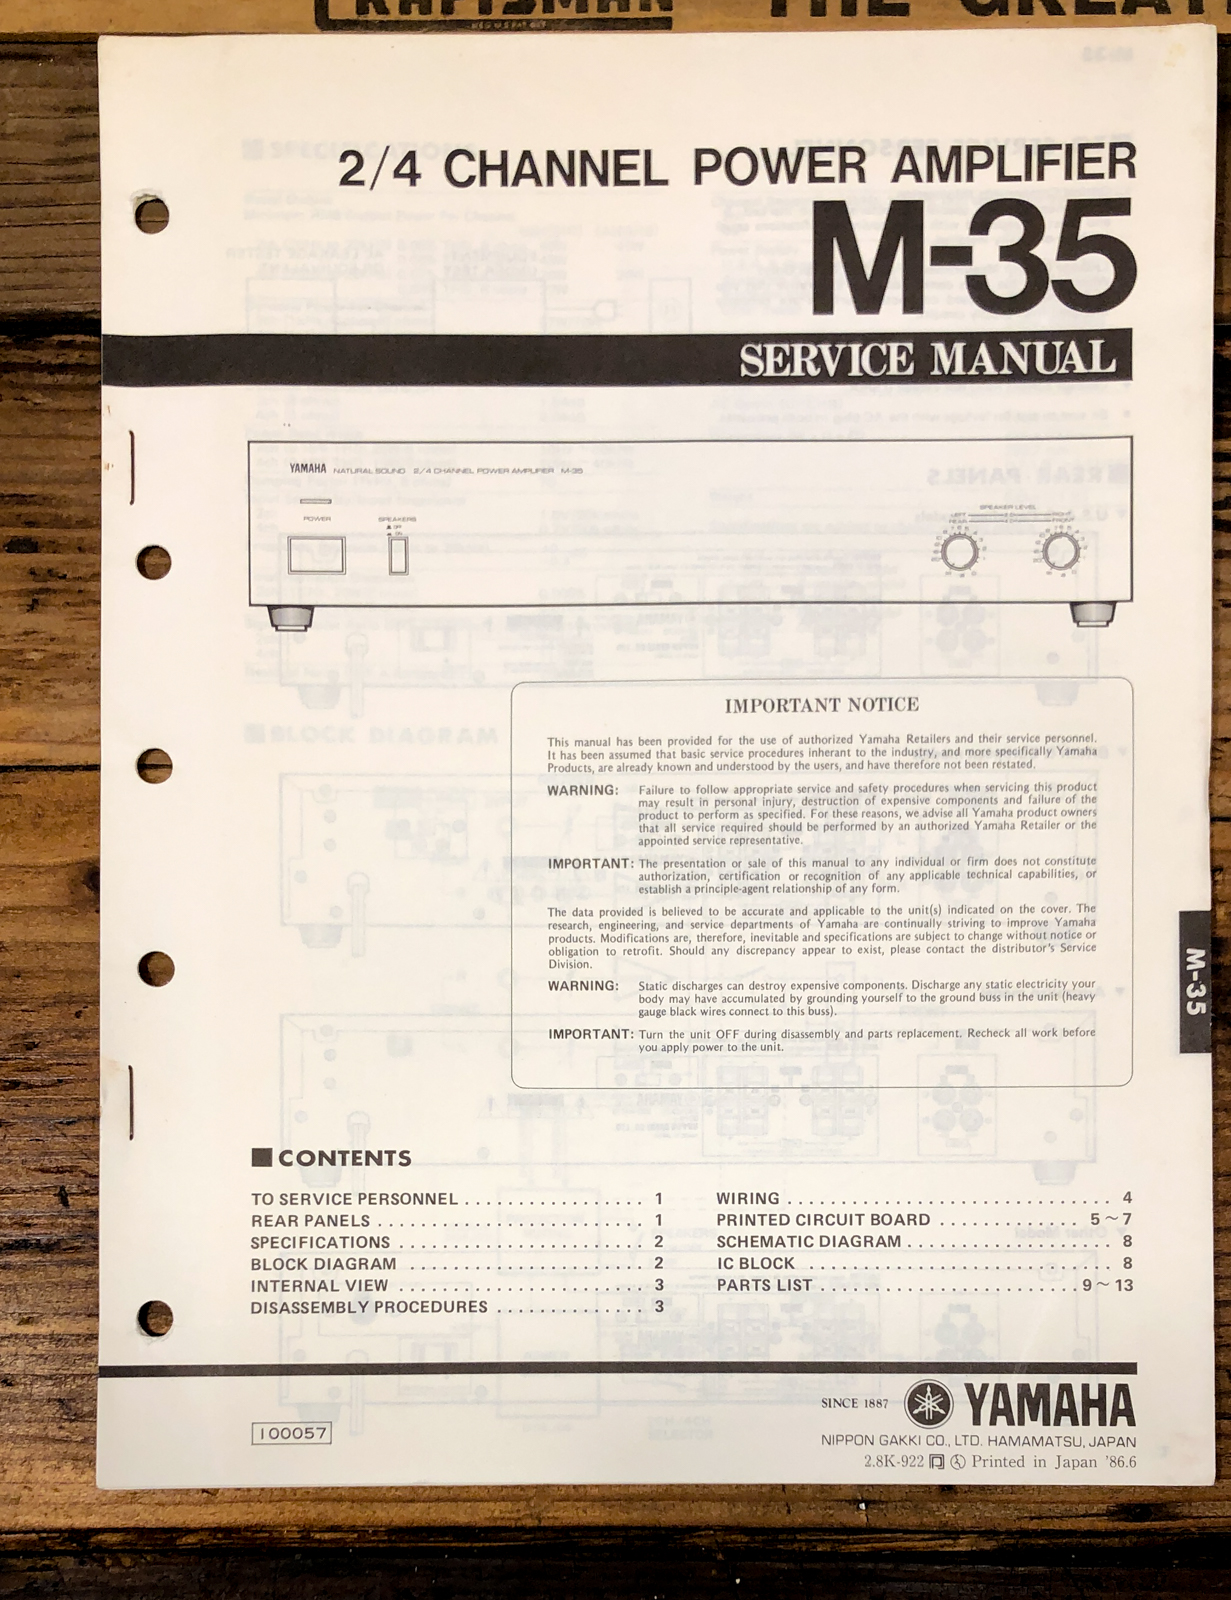 CRAFTSMAN
THE GREAT
2/4 CHANNEL POWER AMPLIFIER
M-35
SERVICE MANUAL
YAMAHA NATURAL SOUND 2/4 CHANNEL POWER AMPLIFIER M-35
POWER
SPEAKERS
OFF
ON
SPEAKER LEVEL
LEFT 2CH RIGHT
REAR 4CH FRONT
IMPORTANT NOTICE
This manual has been provided for the use of authorized Yamaha Retailers and their service personnel.
It has been assumed that basic service procedures inherant to the industry, and more specifically Yamaha
Products, are already known and understood by the users, and have therefore not been restated.
WARNING: Failure to follow appropriate service and safety procedures when servicing this product
may result in personal injury, destruction of expensive components and failure of the
product to perform as specified. For these reasons, we advise all Yamaha product owners
that all service required should be performed by an authorized Yamaha Retailer or the
appointed service representative.
IMPORTANT: The presentation or sale of this manual to any individual or firm does not constitute
authorization, certification or recognition of any applicable technical capabilities, or
establish a principle-agent relationship of any form.
The data provided is believed to be accurate and applicable to the unit(s) indicated on the cover. The
research, engineering, and service departments of Yamaha are continually striving to improve Yamaha
products. Modifications are, therefore, inevitable and specifications are subject to change without notice or
obligation to retrofit. Should any discrepancy appear to exist, please contact the distributor's Service
Division.
WARNING: Static discharges can destroy expensive components. Discharge any static electricity your
body may have accumulated by grounding yourself to the ground buss in the unit (heavy
gauge black wires connect to this buss).
IMPORTANT: Turn the unit OFF during disassembly and parts replacement. Recheck all work before
you apply power to the unit.
M-35
■ CONTENTS
TO SERVICE PERSONNEL . . . . . . . . . . . . . . . . . 1
REAR PANELS . . . . . . . . . . . . . . . . . . . . . . . . . 1
SPECIFICATIONS . . . . . . . . . . . . . . . . . . . . . . . 2
BLOCK DIAGRAM . . . . . . . . . . . . . . . . . . . . . . 2
INTERNAL VIEW . . . . . . . . . . . . . . . . . . . . . . . 3
DISASSEMBLY PROCEDURES . . . . . . . . . . . . . . 3
WIRING . . . . . . . . . . . . . . . . . . . . . . . . . . . . . . 4
PRINTED CIRCUIT BOARD . . . . . . . . . . . . . 5 ~ 7
SCHEMATIC DIAGRAM . . . . . . . . . . . . . . . . . . . 8
IC BLOCK . . . . . . . . . . . . . . . . . . . . . . . . . . . . 8
PARTS LIST . . . . . . . . . . . . . . . . . . . . . . . . 9 ~ 13
SINCE 1887 YAMAHA
NIPPON GAKKI CO., LTD. HAMAMATSU, JAPAN
2.8K-922 Printed in Japan '86.6
100057